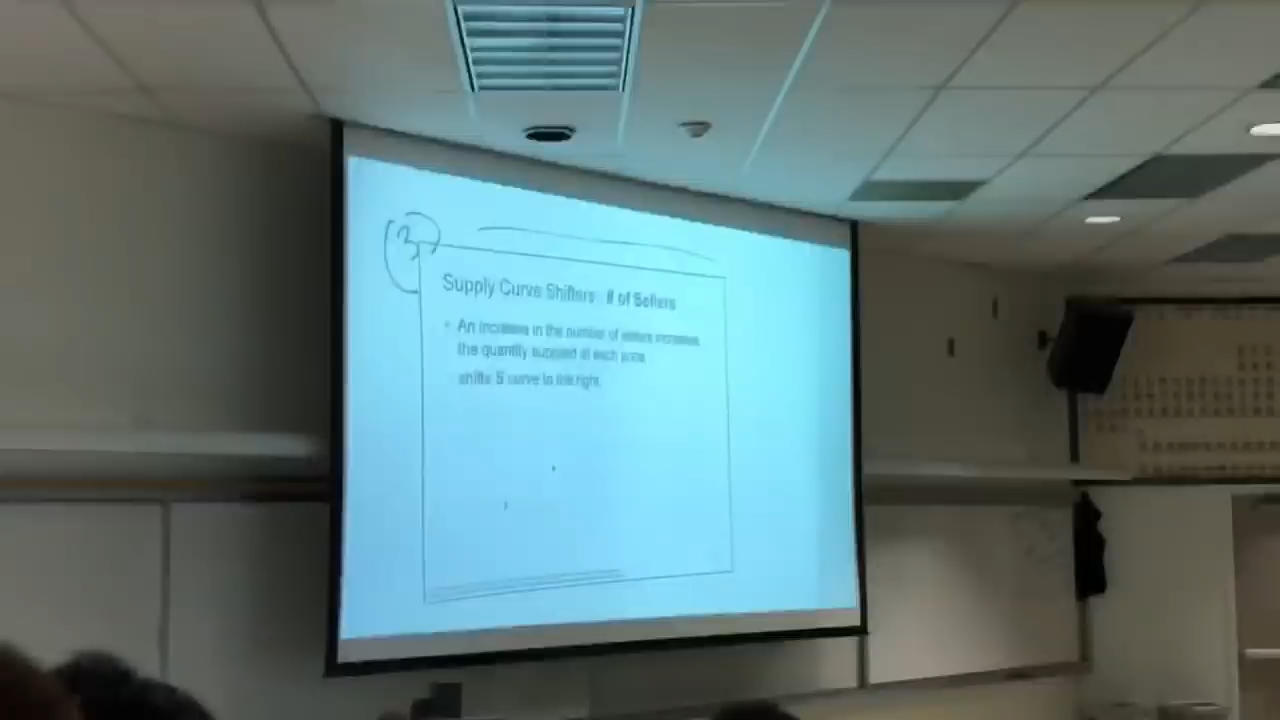 3
Supply Curve Shifters: # of Sellers
• An increase in the number of sellers increases
the quantity supplied at each price
shifts S curve to the right.